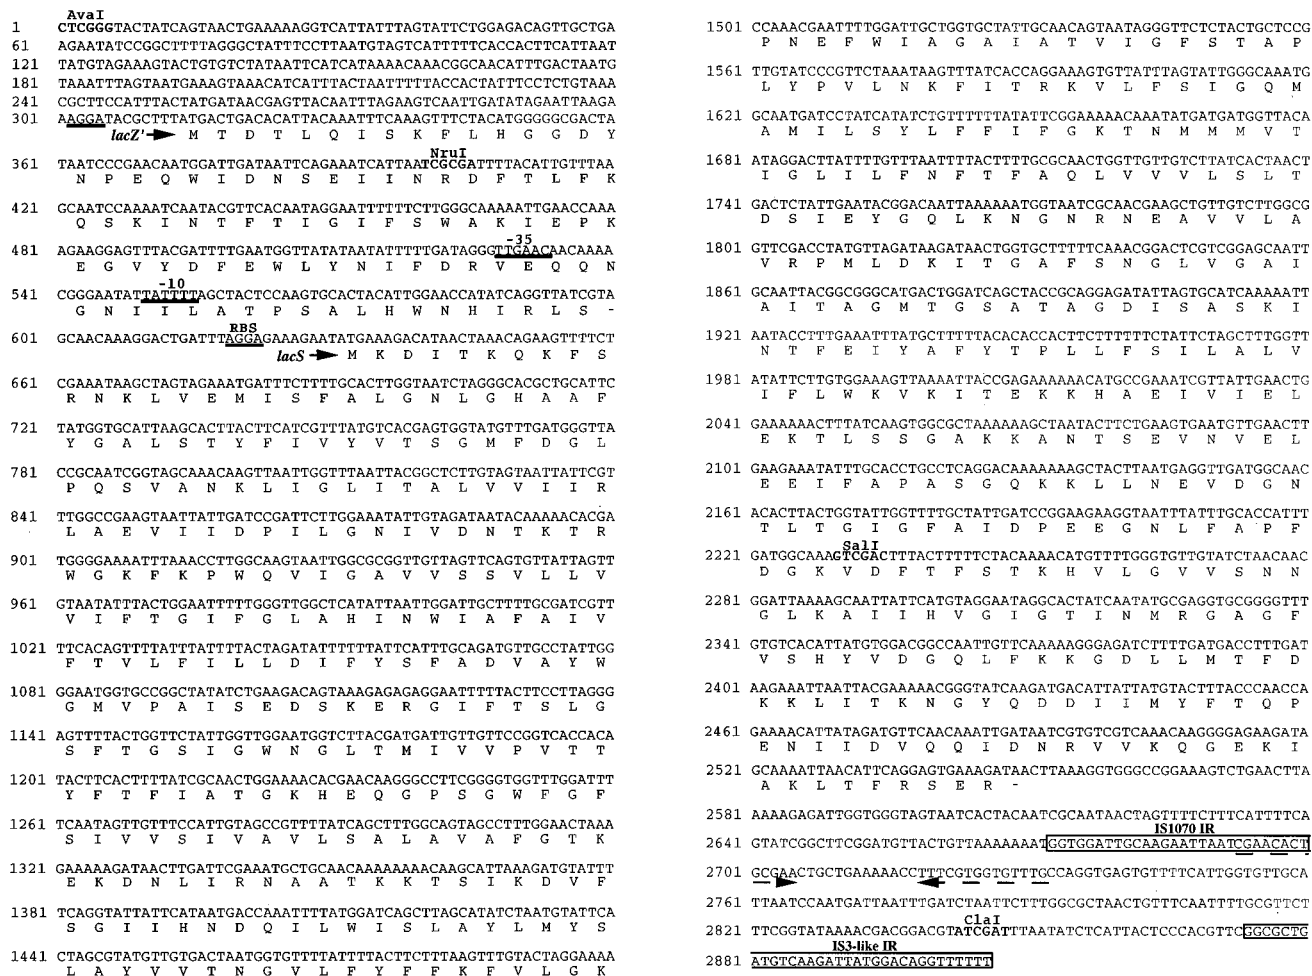 AvaI
1 CTCGGGTACTATCAGTAACTGAAAAAGGTCATTATTTAGTATTCTGGAGACAGTTGCTGA
61 AGAATATCCGGCTTTTAGGGCTATTTCCTTAATGTAGTCATTTTTCACCACTTCATTAAT
121 TATGTAGAAAGTACTGTGTCTATAATTCATCATAAAACAAACGGCAACATTTGACTAATG
181 TAAATTTAGTAATGAAAGTAAACATCATTTACTAATTTTTACCACTATTTCCTCTGTAAA
241 CGCTTCCATTTACTATGATAACGAGTTACAATTTAGAAGTCAATTGATATAGAATTAAGA
301 AAGGATACGCTTTATGACTGACACATTACAAATTTCAAAGTTTCTACATGGGGGCGACTA
lacZ' M T D T L Q I S K F L H G G D Y
NruI
361 TAATCCCGAACAATGGATTGATAATTCAGAAATCATTAATCGCGATTTTACATTGTTTAA
N P E Q W I D N S E I I N R D F T L F K
421 GCAATCCAAAATCAATACGTTCACAATAGGAATTTTTTCTTGGGCAAAAATTGAACCAAA
Q S K I N T F T I G I F S W A K I E P K
-35
481 AGAAGGAGTTTACGATTTTGAATGGTTATATAATATTTTTGATAGGGTTGAACAACAAAA
E G V Y D F E W L Y N I F D R V E Q Q N
-10
541 CGGGAATATTATTTTAGCTACTCCAAGTGCACTACATTGGAACCATATCAGGTTATCGTA
G N I I L A T P S A L H W N H I R L S -
RBS
601 GCAACAAAGGACTGATTTAGGAGAAAGAATATGAAAGACATAACTAAACAGAAGTTTTCT
lacS M K D I T K Q K F S
661 CGAAATAAGCTAGTAGAAATGATTTCTTTTGCACTTGGTAATCTAGGGCACGCTGCATTC
R N K L V E M I S F A L G N L G H A A F
721 TATGGTGCATTAAGCACTTACTTCATCGTTTATGTCACGAGTGGTATGTTTGATGGGTTA
Y G A L S T Y F I V Y V T S G M F D G L
781 CCGCAATCGGTAGCAAACAAGTTAATTGGTTTAATTACGGCTCTTGTAGTAATTATTCGT
P Q S V A N K L I G L I T A L V V I I R
841 TTGGCCGAAGTAATTATTGATCCGATTCTTGGAAATATTGTAGATAATACAAAAACACGA
L A E V I I D P I L G N I V D N T K T R
901 TGGGGAAAATTTAAACCTTGGCAAGTAATTGGCGCGGTTGTTAGTTCAGTGTTATTAGTT
W G K F K P W Q V I G A V V S S V L L V
961 GTAATATTTACTGGAATTTTTGGGTTGGCTCATATTAATTGGATTGCTTTTGCGATCGTT
V I F T G I F G L A H I N W I A F A I V
1021 TTCACAGTTTTATTTATTTTACTAGATATTTTTTATTCATTTGCAGATGTTGCCTATTGG
F T V L F I L L D I F Y S F A D V A Y W
1081 GGAATGGTGCCGGCTATATCTGAAGACAGTAAAGAGAGAGGAATTTTTACTTCCTTAGGG
G M V P A I S E D S K E R G I F T S L G
1141 AGTTTTACTGGTTCTATTGGTTGGAATGGTCTTACGATGATTGTTGTTCCGGTCACCACA
S F T G S I G W N G L T M I V V P V T T
1201 TACTTCACTTTTATCGCAACTGGAAAACACGAACAAGGGCCTTCGGGGTGGTTTGGATTT
Y F T F I A T G K H E Q G P S G W F G F
1261 TCAATAGTTGTTTCCATTGTAGCCGTTTTATCAGCTTTGGCAGTAGCCTTTGGAACTAAA
S I V V S I V A V L S A L A V A F G T K
1321 GAAAAAGATAACTTGATTCGAAATGCTGCAACAAAAAAAACAAGCATTAAAGATGTATTT
E K D N L I R N A A T K K T S I K D V F
1381 TCAGGTATTATTCATAATGACCAAATTTTATGGATCAGCTTAGCATATCTAATGTATTCA
S G I I H N D Q I L W I S L A Y L M Y S
1441 CTAGCGTATGTTGTGACTAATGGTGTTTTATTTTACTTCTTTAAGTTTGTACTAGGAAAA
L A Y V V T N G V L F Y F F K F V L G K
1501 CCAAACGAATTTTGGATTGCTGGTGCTATTGCAACAGTAATAGGGTTCTCTACTGCTCCG
P N E F W I A G A I A T V I G F S T A P
1561 TTGTATCCCGTTCTAAATAAGTTTATCACCAGGAAAGTGTTATTTAGTATTGGGCAAATG
L Y P V L N K F I T R K V L F S I G Q M
1621 GCAATGATCCTATCATATCTGTTTTTTATATTCGGAAAAACAAATATGATGATGGTTACA
A M I L S Y L F F I F G K T N M M M V T
1681 ATAGGACTTATTTTGTTTAATTTTACTTTTGCGCAACTGGTTGTTGTCTTATCACTAACT
I G L I L F N F T F A Q L V V V L S L T
1741 GACTCTATTGAATACGGACAATTAAAAAATGGTAATCGCAACGAAGCTGTTGTCTTGGCG
D S I E Y G Q L K N G N R N E A V V L A
1801 GTTCGACCTATGTTAGATAAGATAACTGGTGCTTTTTCAAACGGACTCGTCGGAGCAATT
V R P M L D K I T G A F S N G L V G A I
1861 GCAATTACGGCGGGCATGACTGGATCAGCTACCGCAGGAGATATTAGTGCATCAAAAATT
A I T A G M T G S A T A G D I S A S K I
1921 AATACCTTTGAAATTTATGCTTTTTACACACCACTTCTTTTTTCTATTCTAGCTTTGGTT
N T F E I Y A F Y T P L L F S I L A L V
1981 ATATTCTTGTGGAAAGTTAAAATTACCGAGAAAAAACATGCCGAAATCGTTATTGAACTG
I F L W K V K I T E K K H A E I V I E L
2041 GAAAAAACTTTATCAAGTGGCGCTAAAAAAGCTAATACTTCTGAAGTGAATGTTGAACTT
E K T L S S G A K K A N T S E V N V E L
2101 GAAGAAATATTTGCACCTGCCTCAGGACAAAAAAAGCTACTTAATGAGGTTGATGGCAAC
E E I F A P A S G Q K K L L N E V D G N
2161 ACACTTACTGGTATTGGTTTTGCTATTGATCCGGAAGAAGGTAATTTATTTGCACCATTT
T L T G I G F A I D P E E G N L F A P F
SalI
2221 GATGGCAAAGTCGACTTTACTTTTTCTACAAAACATGTTTTGGGTGTTGTATCTAACAAC
D G K V D F T F S T K H V L G V V S N N
2281 GGATTAAAAGCAATTATTCATGTAGGAATAGGCACTATCAATATGCGAGGTGCGGGGTTT
G L K A I I H V G I G T I N M R G A G F
2341 GTGTCACATTATGTGGACGGCCAATTGTTCAAAAAGGGAGATCTTTTGATGACCTTTGAT
V S H Y V D G Q L F K K G D L L M T F D
2401 AAGAAATTAATTACGAAAAACGGGTATCAAGATGACATTATTATGTACTTTACCCAACCA
K K L I T K N G Y Q D D I I M Y F T Q P
2461 GAAAACATTATAGATGTTCAACAAATTGATAATCGTGTCGTCAAACAAGGGGAGAAGATA
E N I I D V Q Q I D N R V V K Q G E K I
2521 GCAAAATTAACATTCAGGAGTGAAAGATAACTTAAAGGTGGGCCGGAAAGTCTGAACTTA
A K L T F R S E R -
2581 AAAAGAGATTGGTGGGTAGTAATCACTACAATCGCAATAACTAGTTTTCTTTCATTTTCA
IS1070 IR
2641 GTATCGGCTTCGGATGTTACTGTTAAAAAAATGGTGGATTGCAAGAATTAATCGAACACT
2701 GCGAACTGCTGAAAAACCTTTCGTGGTGTTTGCCAGGTGAGTGTTTTCATTGGTGTTGCA
2761 TTAATCCAATGATTAATTTGATCTAATTCTTTGGCGCTAACTGTTTCAATTTTGCGTTCT
ClaI
2821 TTCGGTATAAAACGACGGACGTATCGATTTAATATCTCATTACTCCCACGTTCGGCGCTG
IS3-like IR
2881 ATGTCAAGATTATGGACAGGTTTTTT